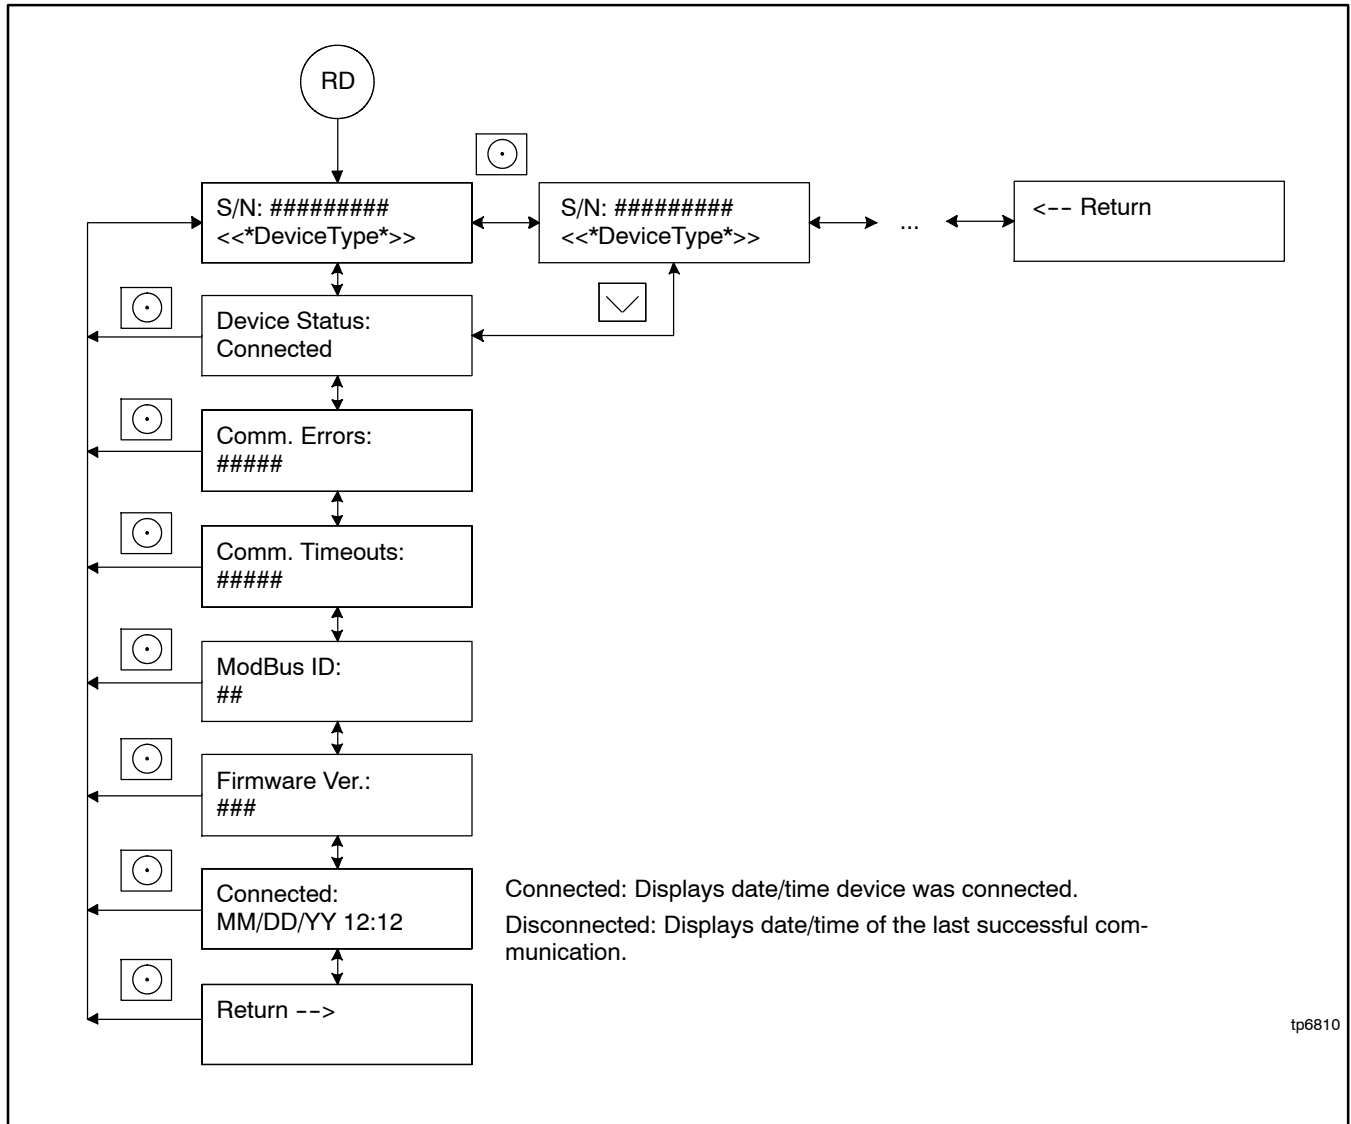 RD
S/N: #########
<<*DeviceType*>>
S/N: #########
<<*DeviceType*>>
...
<-- Return
Device Status:
Connected
Comm. Errors:
#####
Comm. Timeouts:
#####
ModBus ID:
##
Firmware Ver.:
###
Connected:
MM/DD/YY 12:12
Connected: Displays date/time device was connected.
Disconnected: Displays date/time of the last successful com-
munication.
Return -->
tp6810